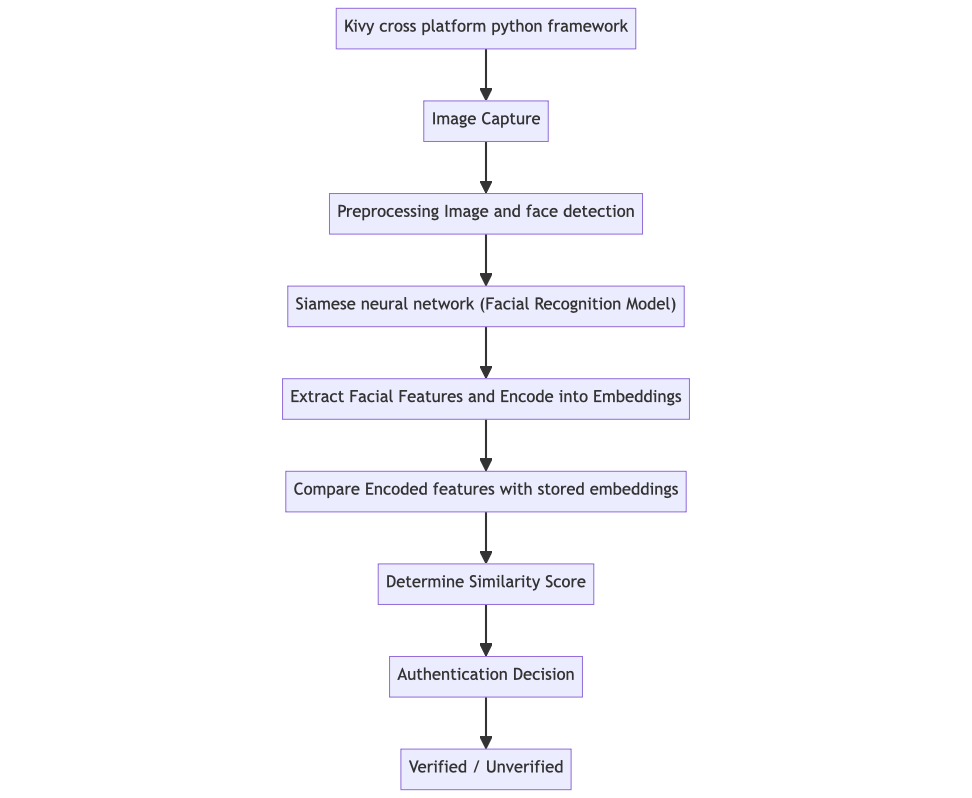 Kivy cross platform python framework
Image Capture
Preprocessing Image and face detection
Siamese neural network (Facial Recognition Model)
Extract Facial Features and Encode into Embeddings
Compare Encoded features with stored embeddings
Determine Similarity Score
Authentication Decision
Verified / Unverified